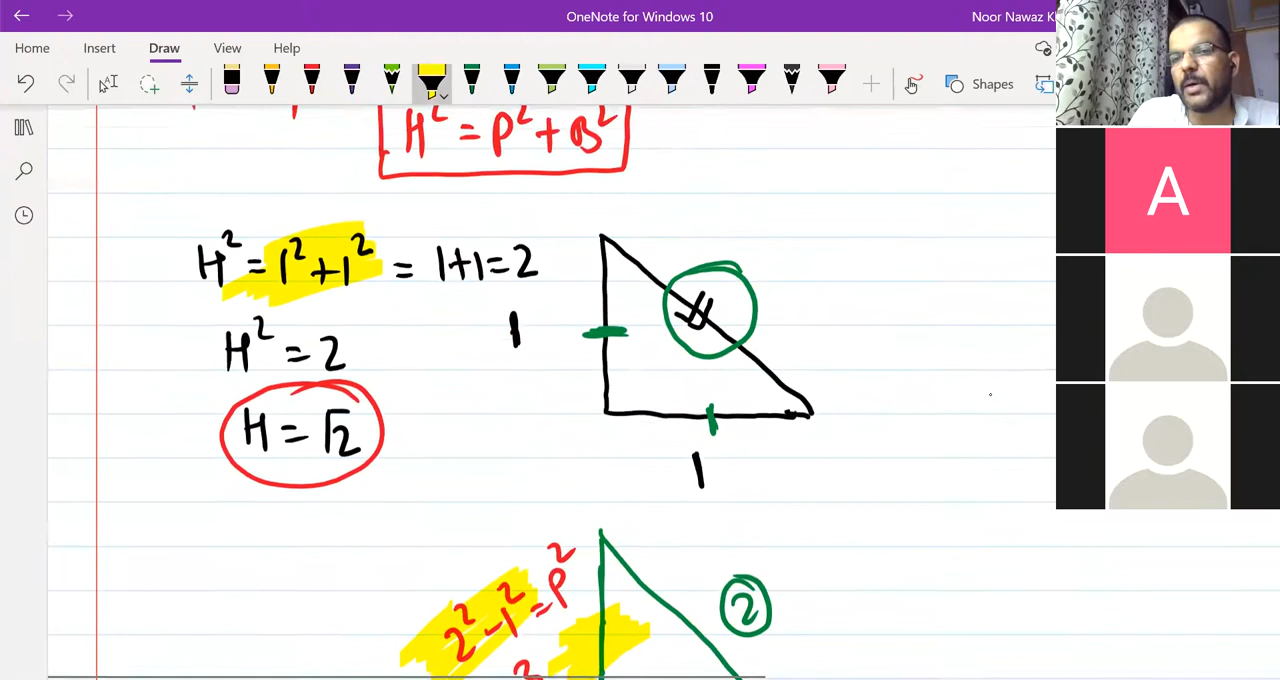 OneNote for Windows 10
Noor Nawaz K
Home Insert Draw View Help
Shapes
H² = P² + B²
H² = 1² + 1² = 1+1=2
1
H² = 2
H = √2
1
2² - 1² = P²
2
2
A